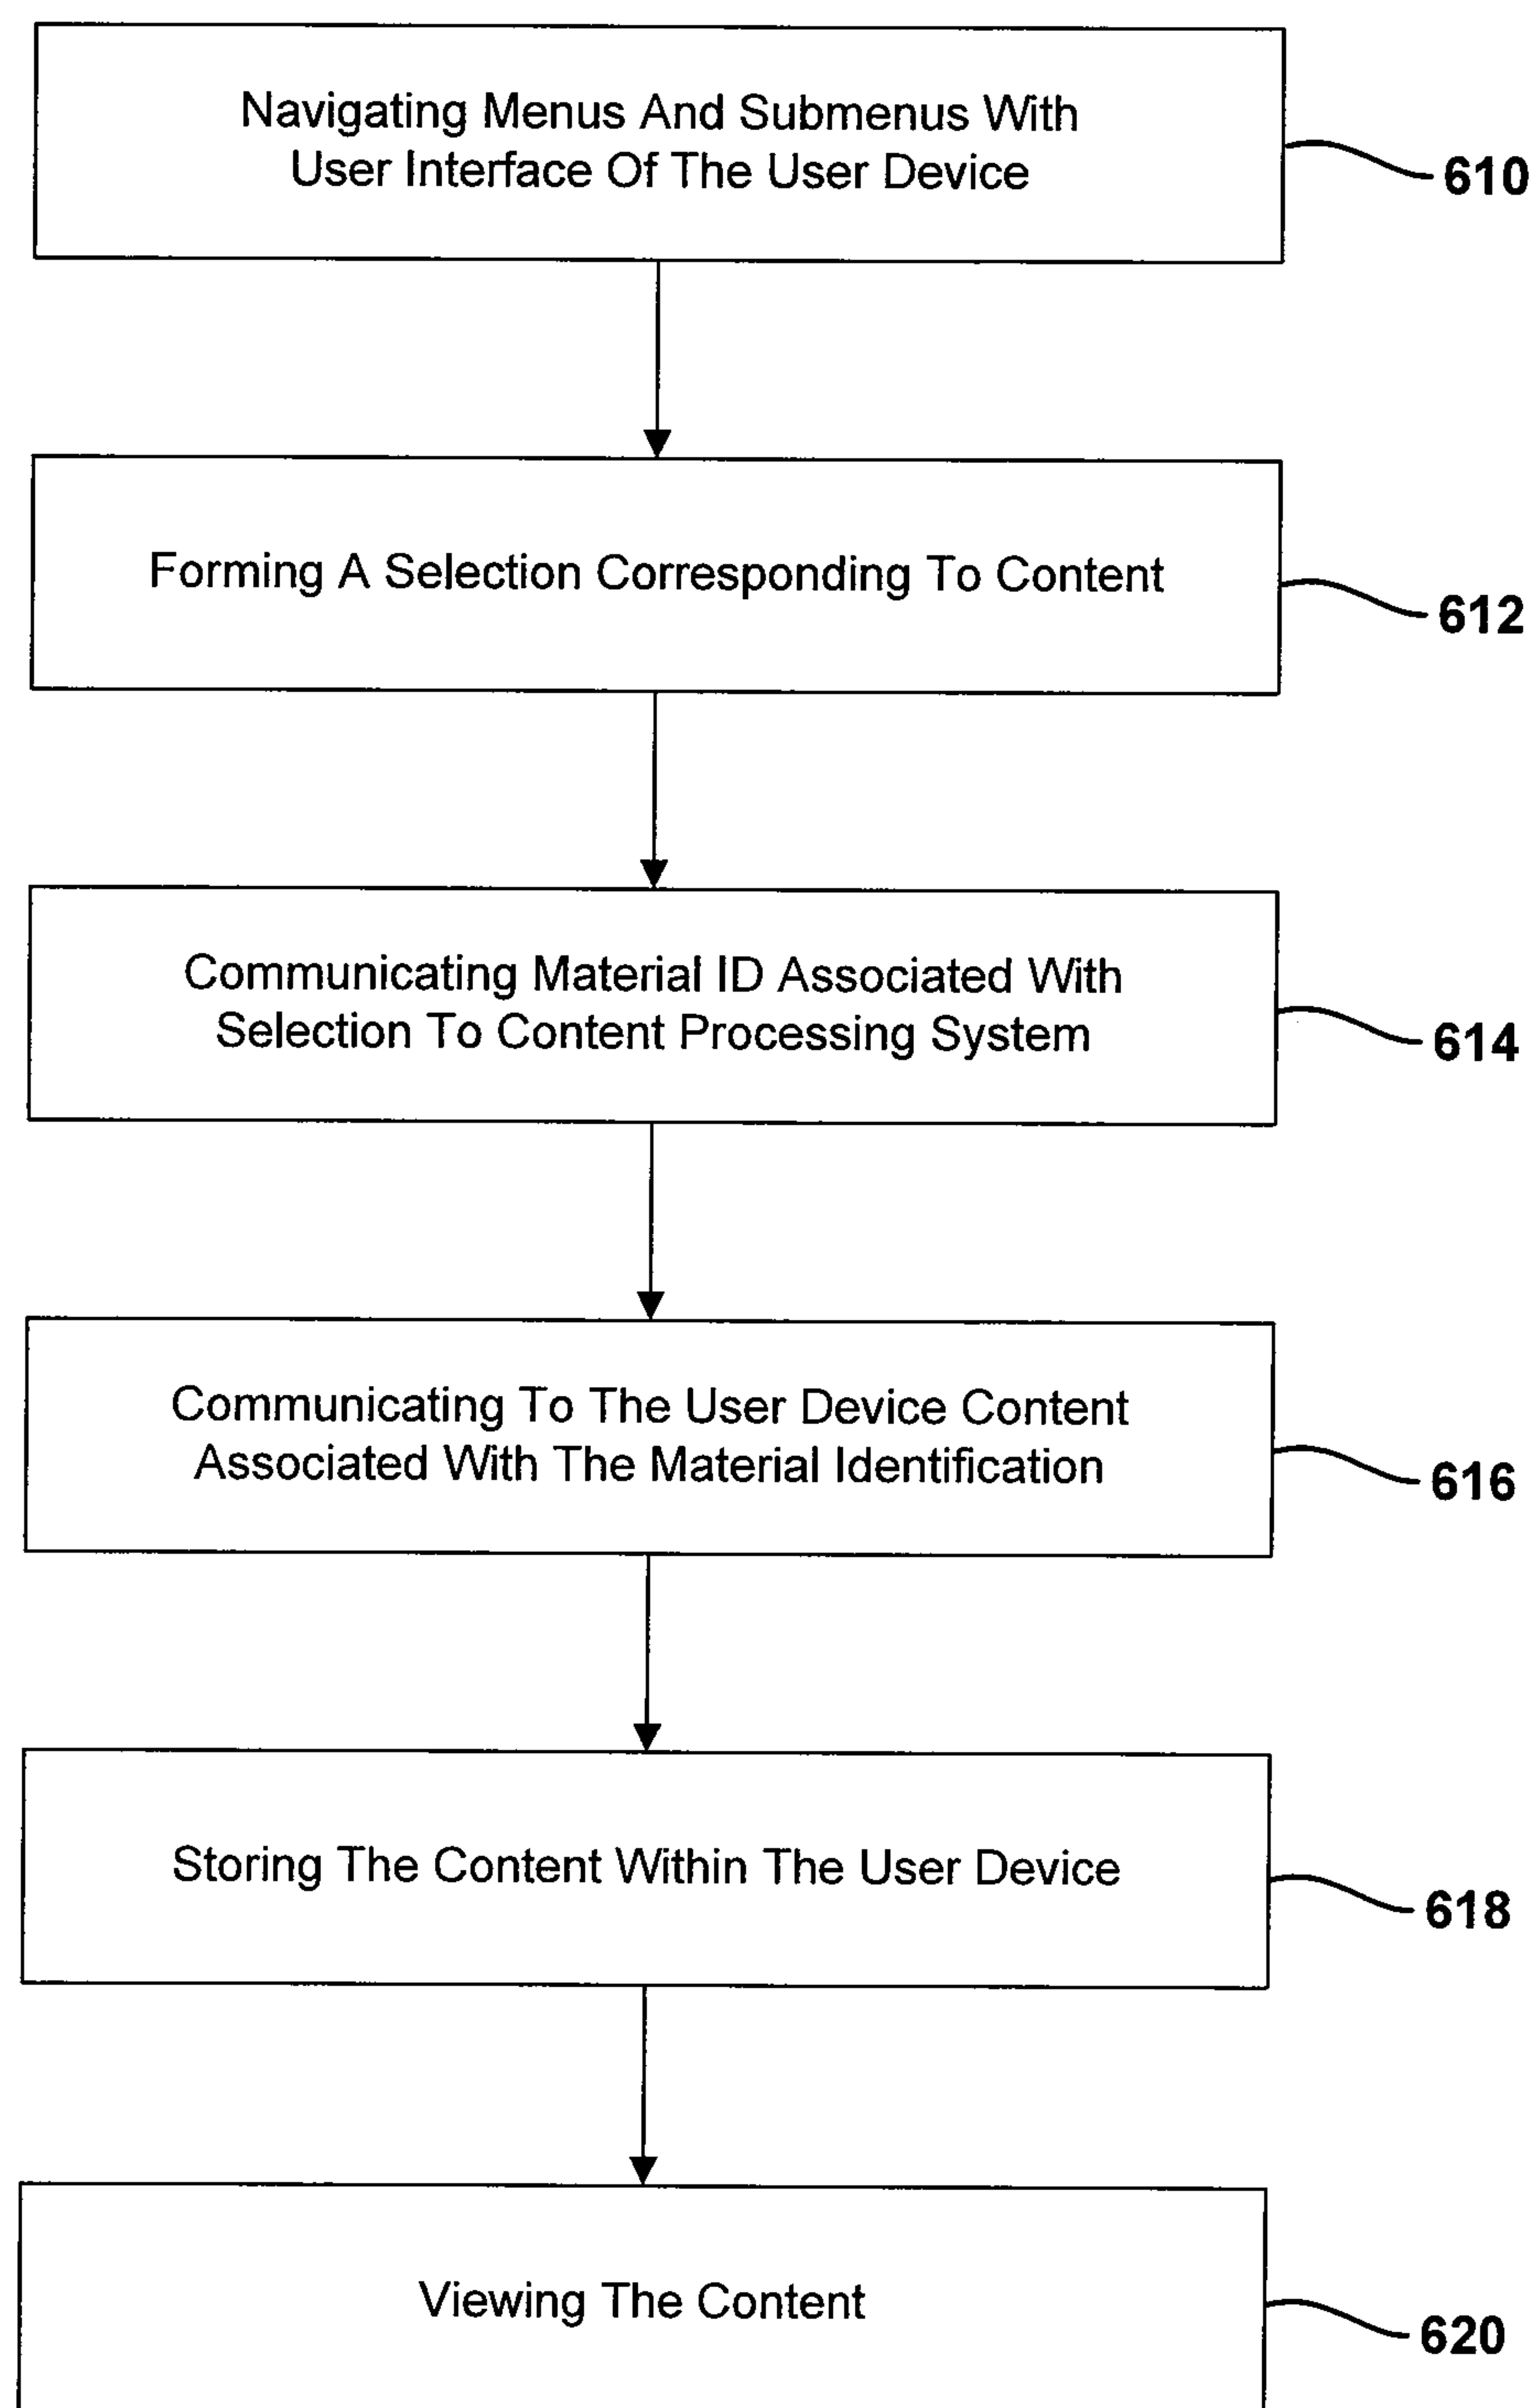 Navigating Menus And Submenus With
User Interface Of The User Device
610
Forming A Selection Corresponding To Content
612
Communicating Material ID Associated With
Selection To Content Processing System
614
Communicating To The User Device Content
Associated With The Material Identification
616
Storing The Content Within The User Device
618
Viewing The Content
620